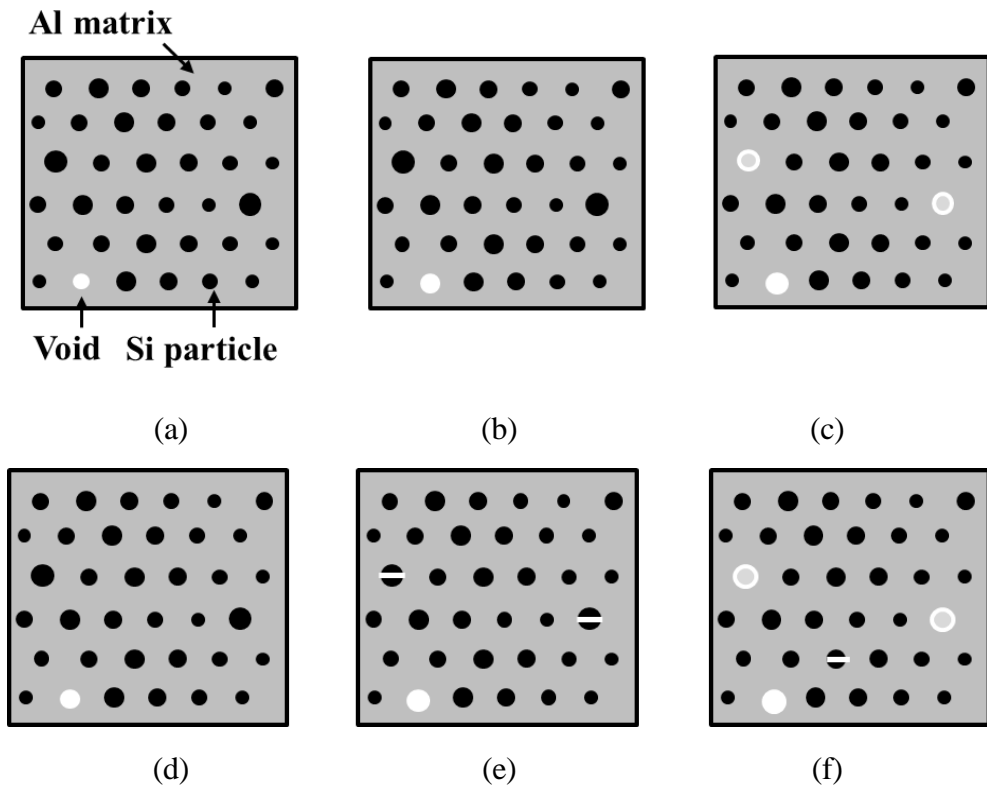 Al matrix
Void Si particle
(a) (b) (c)
(d) (e) (f)